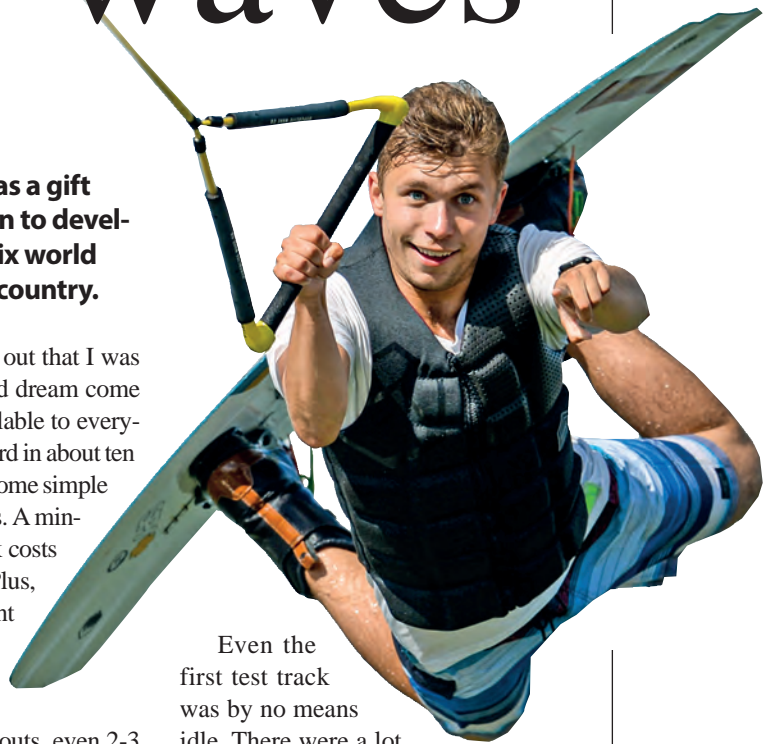 waves
as a gift
n to devel-
ix world
country.
out that I was
d dream come
lable to every-
rd in about ten
ome simple
s. A min-
costs
Plus,
nt
outs, even 2-3
Even the
first test track
was by no means
idle. There were a lot